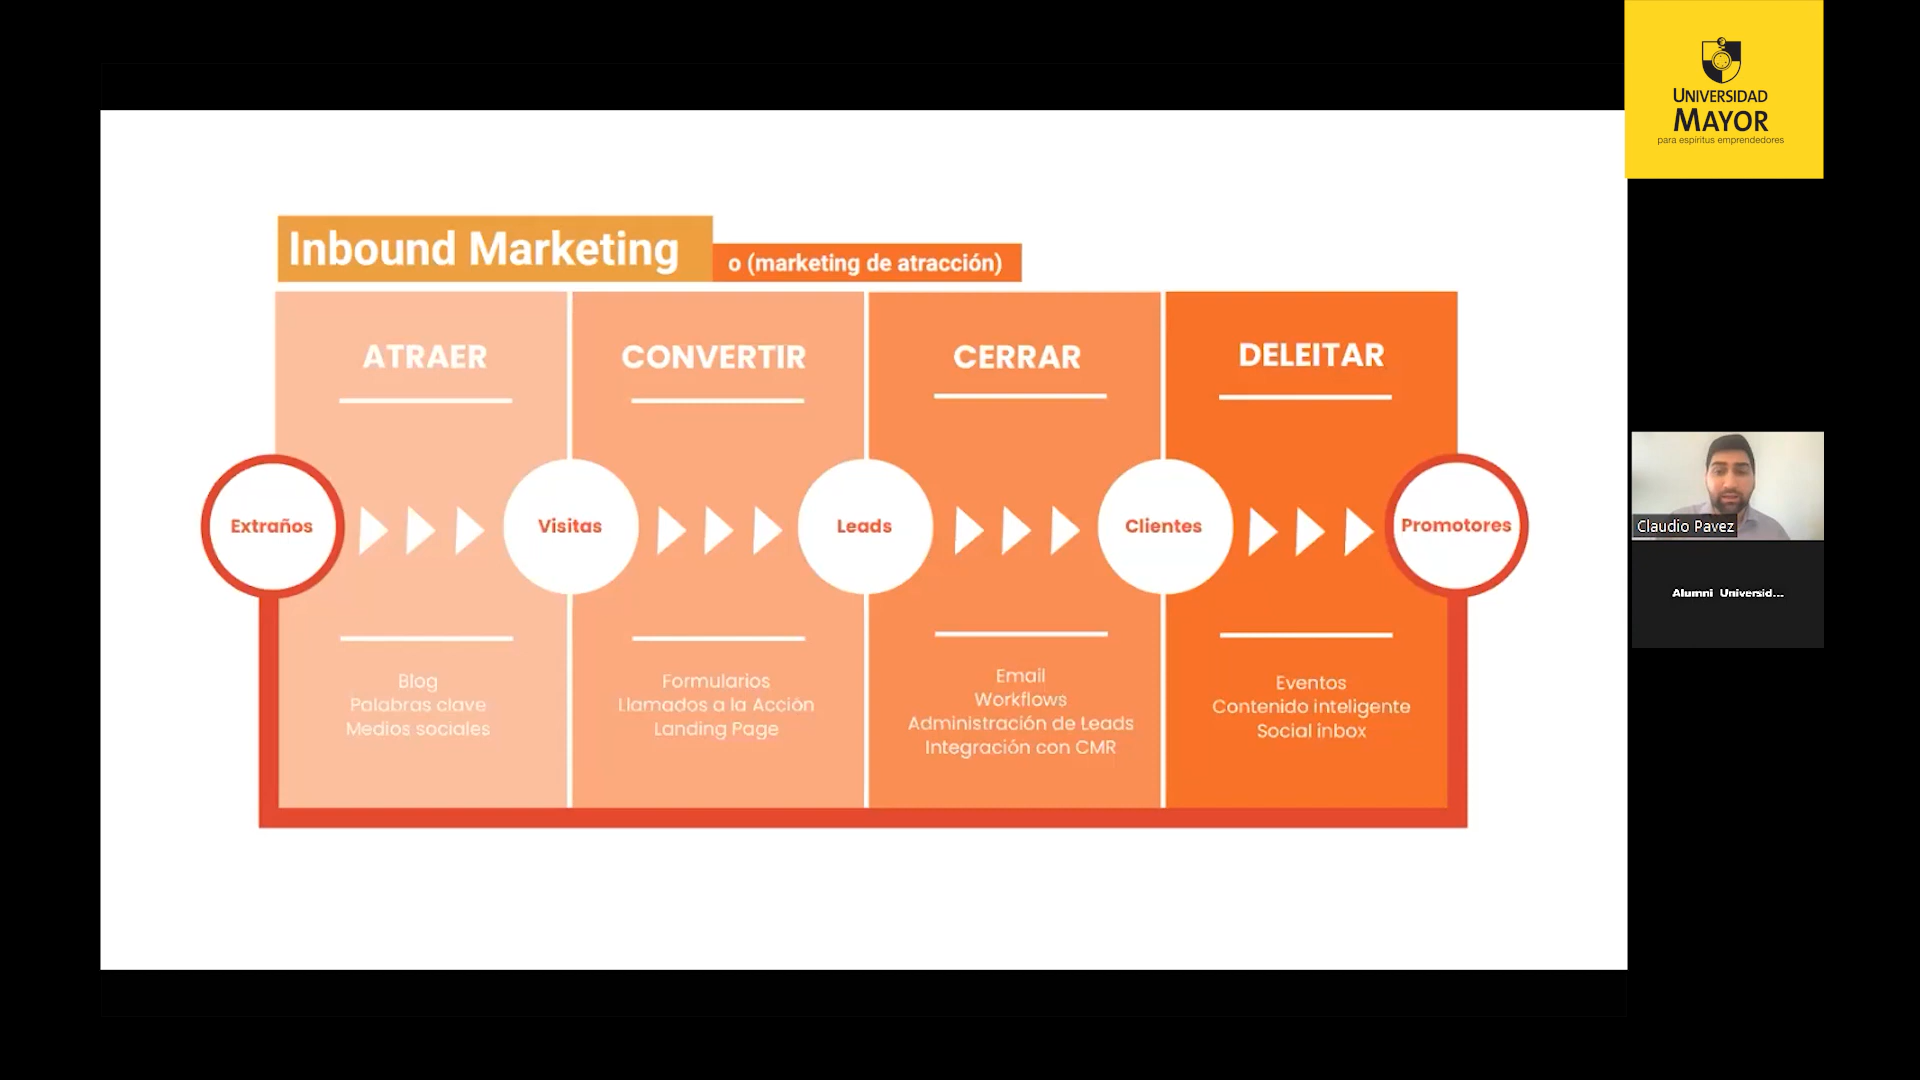 UNIVERSIDAD
MAYOR
para espíritus emprendedores
Inbound Marketing
o (marketing de atracción)
ATRAER
CONVERTIR
CERRAR
DELEITAR
Extraños
Visitas
Leads
Clientes
Promotores
Blog
Palabras clave
Medios sociales
Formularios
Llamados a la Acción
Landing Page
Email
Workflows
Administración de Leads
Integración con CMR
Eventos
Contenido inteligente
Social inbox
Claudio Pavez
Alumni Universid...